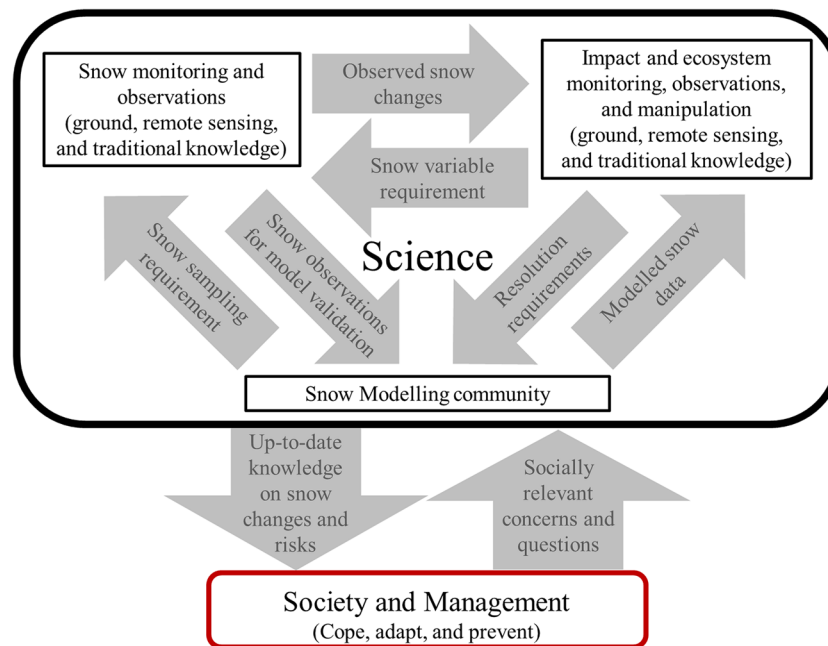 Snow monitoring and
observations
(ground, remote sensing,
and traditional knowledge)
Observed snow
changes
Impact and ecosystem
monitoring, observations,
and manipulation
(ground, remote sensing,
and traditional knowledge)
Snow variable
requirement
Snow sampling
requirement
Snow observations
for model validation
Science
Resolution
requirements
Modelled snow
data
Snow Modelling community
Up-to-date
knowledge
on snow
changes and
risks
Socially
relevant
concerns and
questions
Society and Management
(Cope, adapt, and prevent)